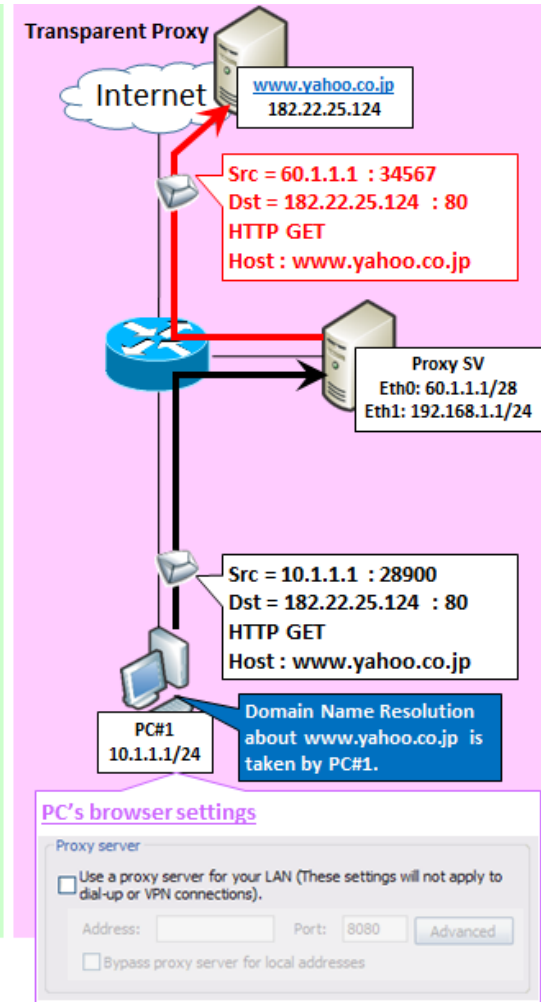 Transparent Proxy
Internet
www.yahoo.co.jp
182.22.25.124
Src = 60.1.1.1 : 34567
Dst = 182.22.25.124 : 80
HTTP GET
Host : www.yahoo.co.jp
Proxy SV
Eth0: 60.1.1.1/28
Eth1: 192.168.1.1/24
Src = 10.1.1.1 : 28900
Dst = 182.22.25.124 : 80
HTTP GET
Host : www.yahoo.co.jp
PC#1
10.1.1.1/24
Domain Name Resolution
about www.yahoo.co.jp is
taken by PC#1.
PC's browser settings
Proxy server
Use a proxy server for your LAN (These settings will not apply to
dial-up or VPN connections).
Address: Port: 8080 Advanced
Bypass proxy server for local addresses